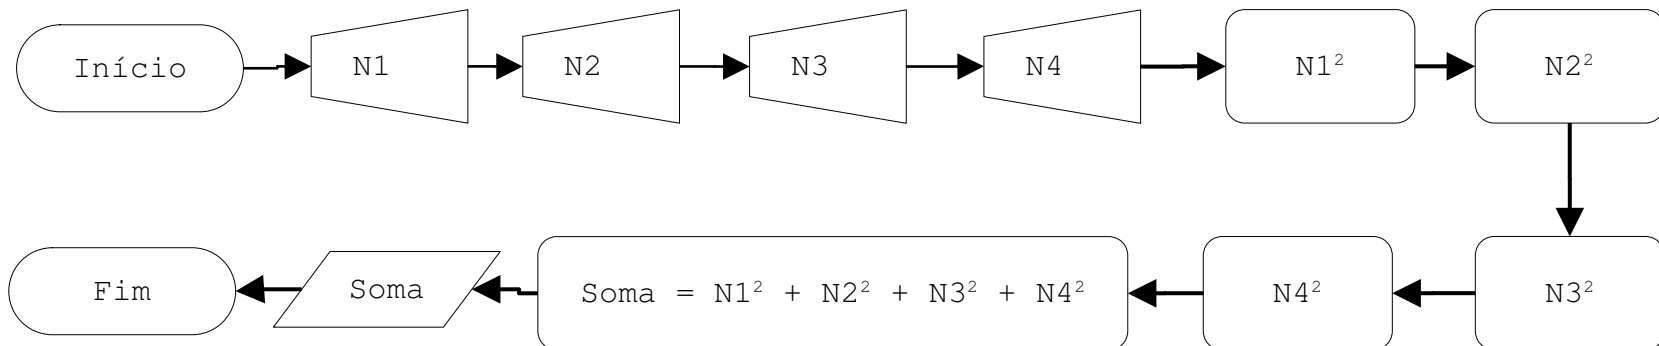 Início
N1
N2
N3
N4
N1²
N2²
N3²
N4²
Soma = N1² + N2² + N3² + N4²
Soma
Fim